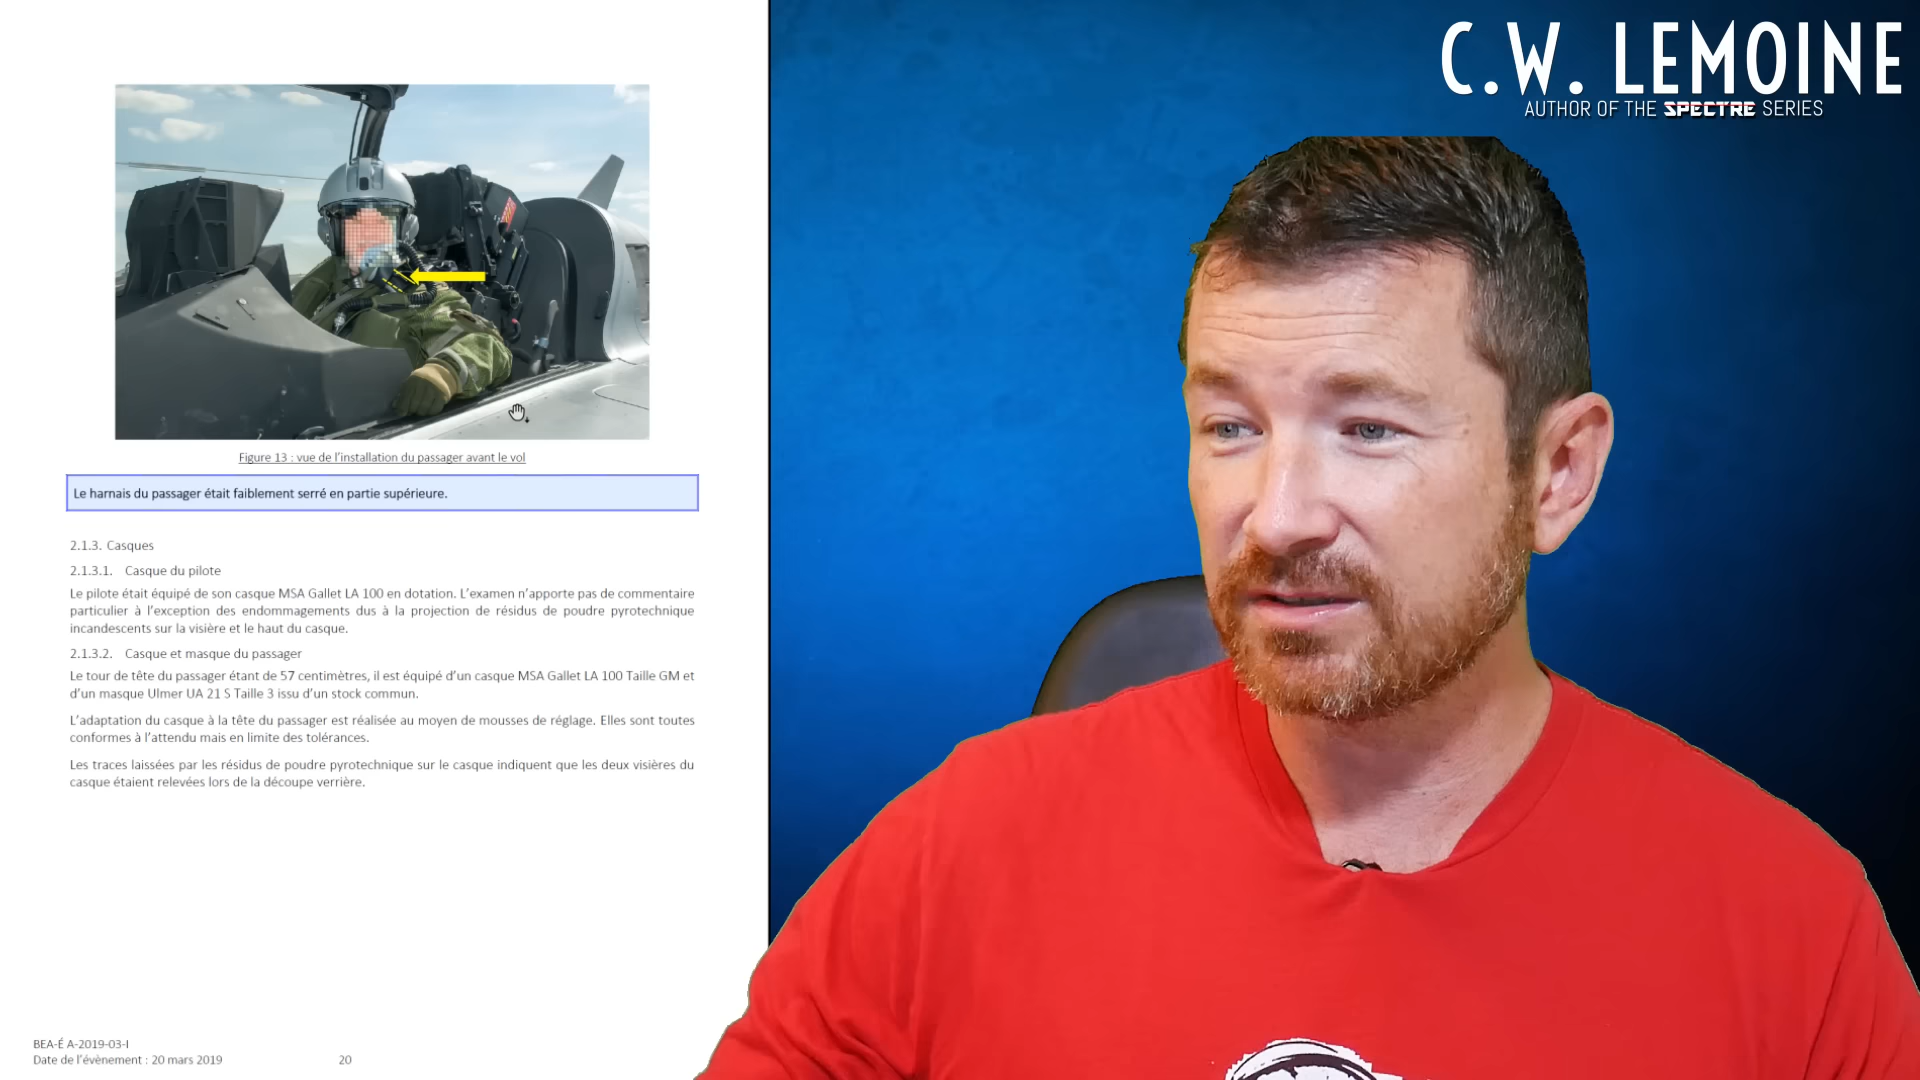 C.W. LEMOINE
AUTHOR OF THE SPECTRE SERIES
Figure 13 : vue de l'installation du passager avant le vol
Le harnais du passager était faiblement serré en partie supérieure.
2.1.3. Casques
2.1.3.1. Casque du pilote
Le pilote était équipé de son casque MSA Gallet LA 100 en dotation. L'examen n'apporte pas de commentaire
particulier à l'exception des endommagements dus à la projection de résidus de poudre pyrotechnique
incandescents sur la visière et le haut du casque.
2.1.3.2. Casque et masque du passager
Le tour de tête du passager étant de 57 centimètres, il est équipé d'un casque MSA Gallet LA 100 Taille GM et
d'un masque Ulmer UA 21 S Taille 3 issu d'un stock commun.
L'adaptation du casque à la tête du passager est réalisée au moyen de mousses de réglage. Elles sont toutes
conformes à l'attendu mais en limite des tolérances.
Les traces laissées par les résidus de poudre pyrotechnique sur le casque indiquent que les deux visières du
casque étaient relevées lors de la découpe verrière.
BEA-É A-2019-03-I
Date de l'évènement : 20 mars 2019
20